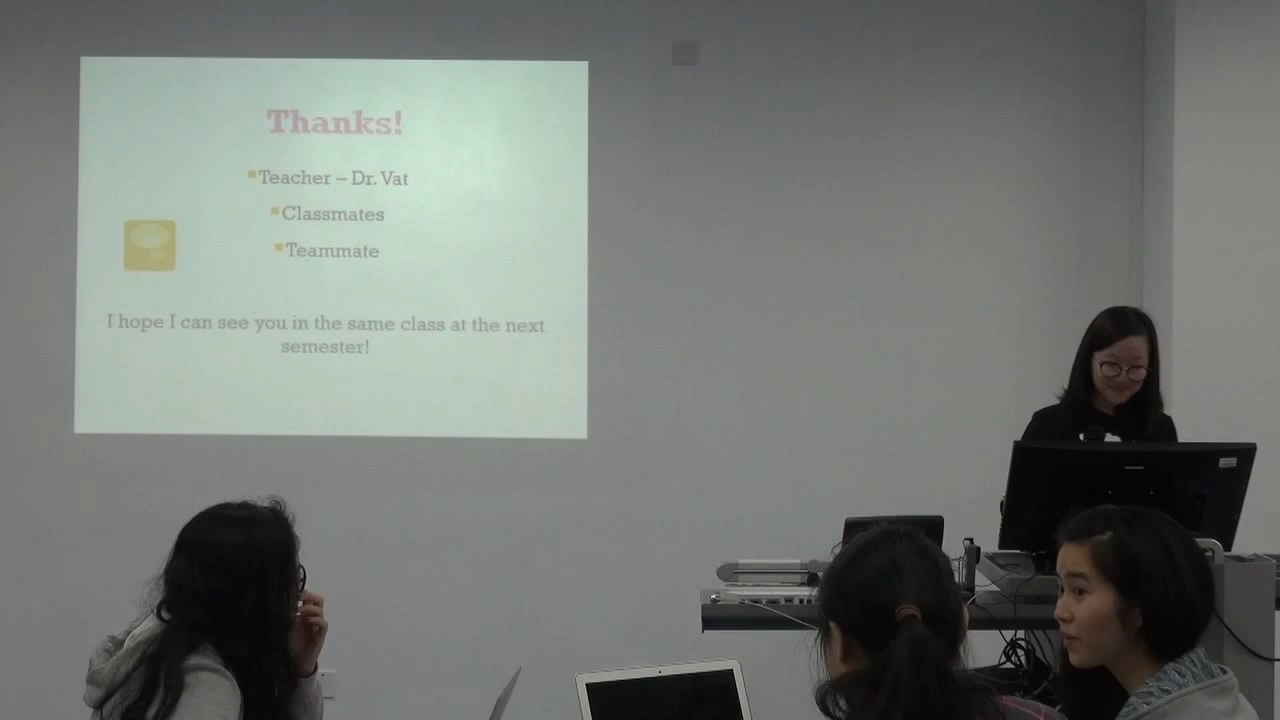 Thanks!
Teacher – Dr. Vat
Classmates
Teammate
I hope I can see you in the same class at the next
semester!